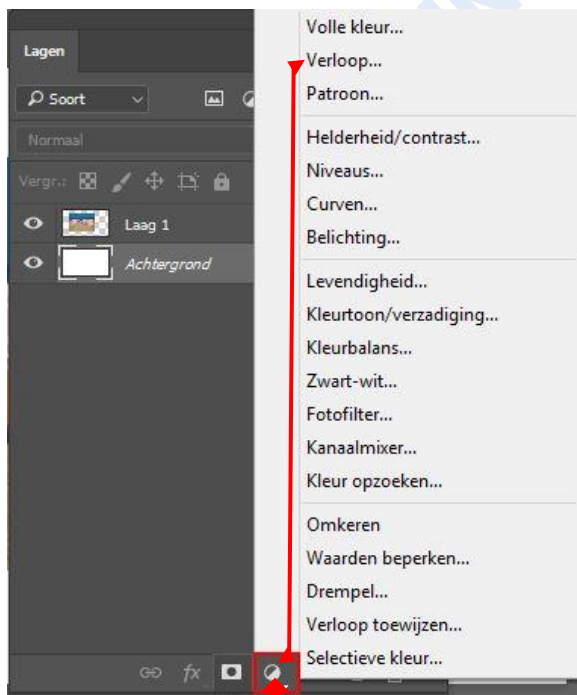 Lagen
Soort
Normaal
Vergr.:
Laag 1
Achtergrond
fx
Volle kleur...
Verloop...
Patroon...
Helderheid/contrast...
Niveaus...
Curven...
Belichting...
Levendigheid...
Kleurtoon/verzadiging...
Kleurbalans...
Zwart-wit...
Fotofilter...
Kanaalmixer...
Kleur opzoeken...
Omkeren
Waarden beperken...
Drempel...
Verloop toewijzen...
Selectieve kleur...